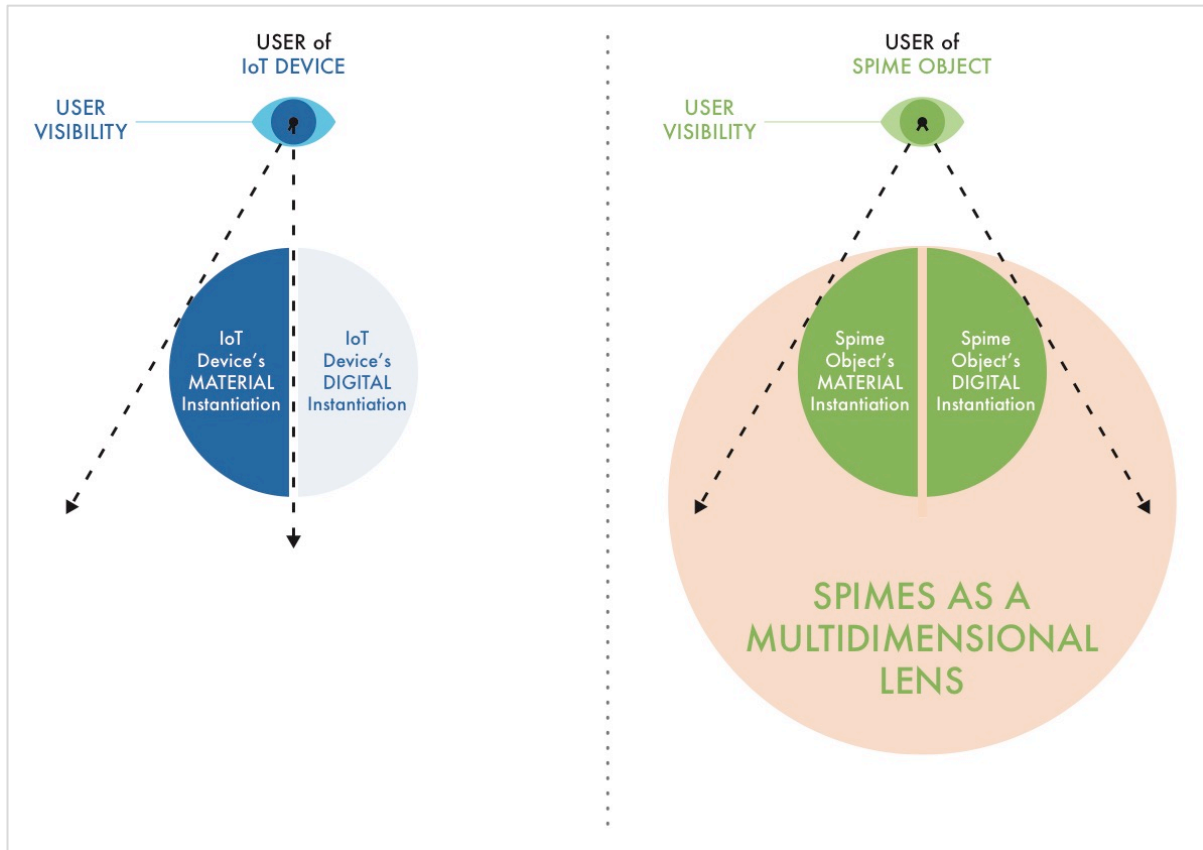 USER of
IoT DEVICE
USER
VISIBILITY
IoT
Device's
MATERIAL
Instantiation
IoT
Device's
DIGITAL
Instantiation
USER of
SPIME OBJECT
USER
VISIBILITY
Spime
Object's
MATERIAL
Instantiation
Spime
Object's
DIGITAL
Instantiation
SPIMES AS A
MULTIDIMENSIONAL
LENS